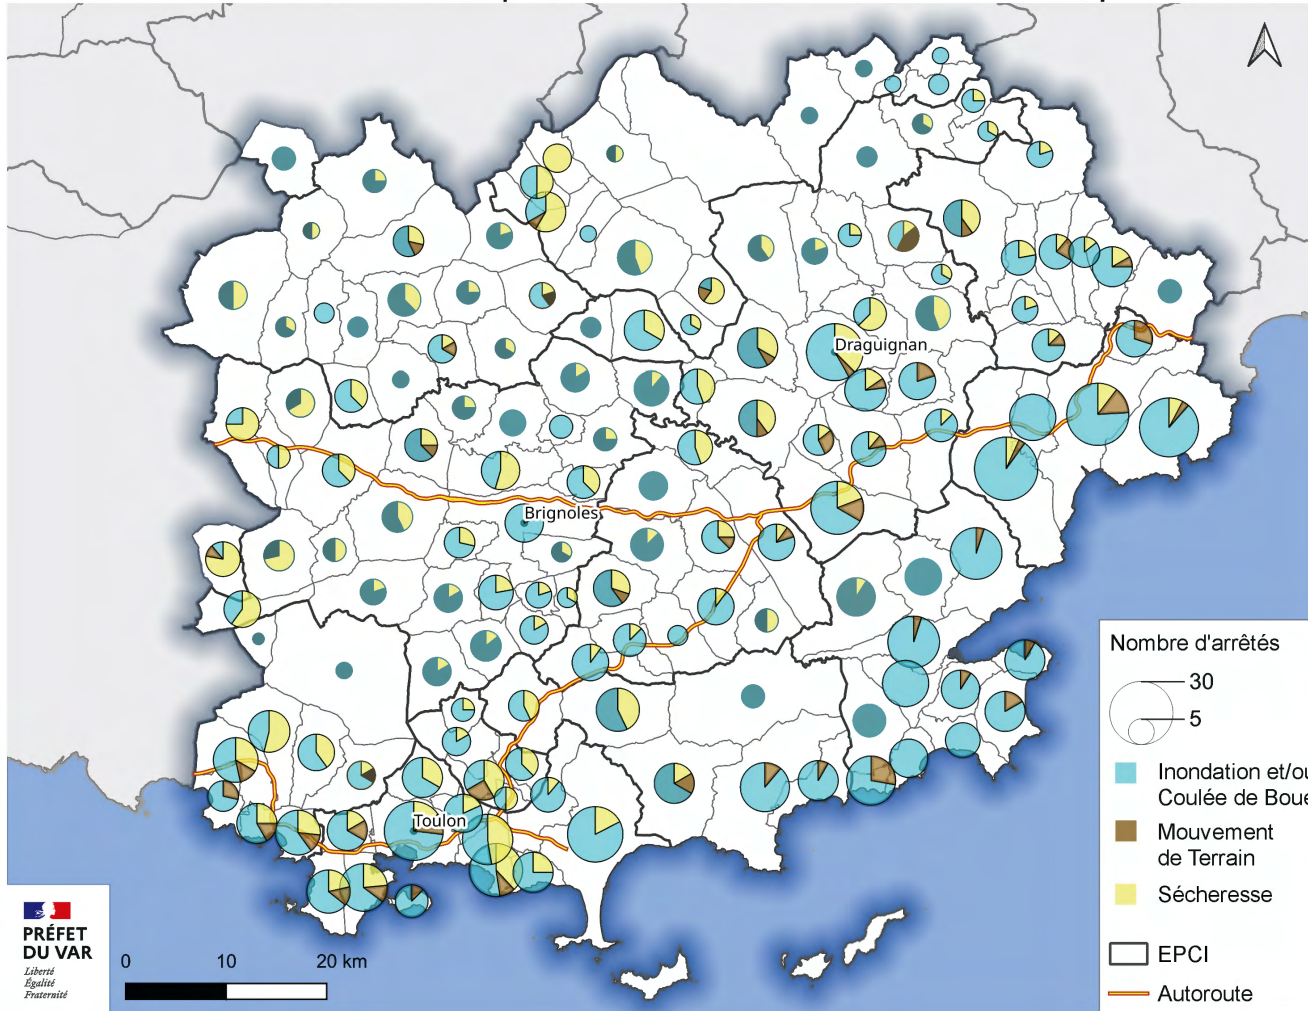 Draguignan
Brignoles
Toulon
Nombre d'arrêtés
30
5
Inondation et/ou
Coulée de Boue
Mouvement
de Terrain
Sécheresse
EPCI
Autoroute
PRÉFET
DU VAR
Liberté
Égalité
Fraternité
0 10 20 km